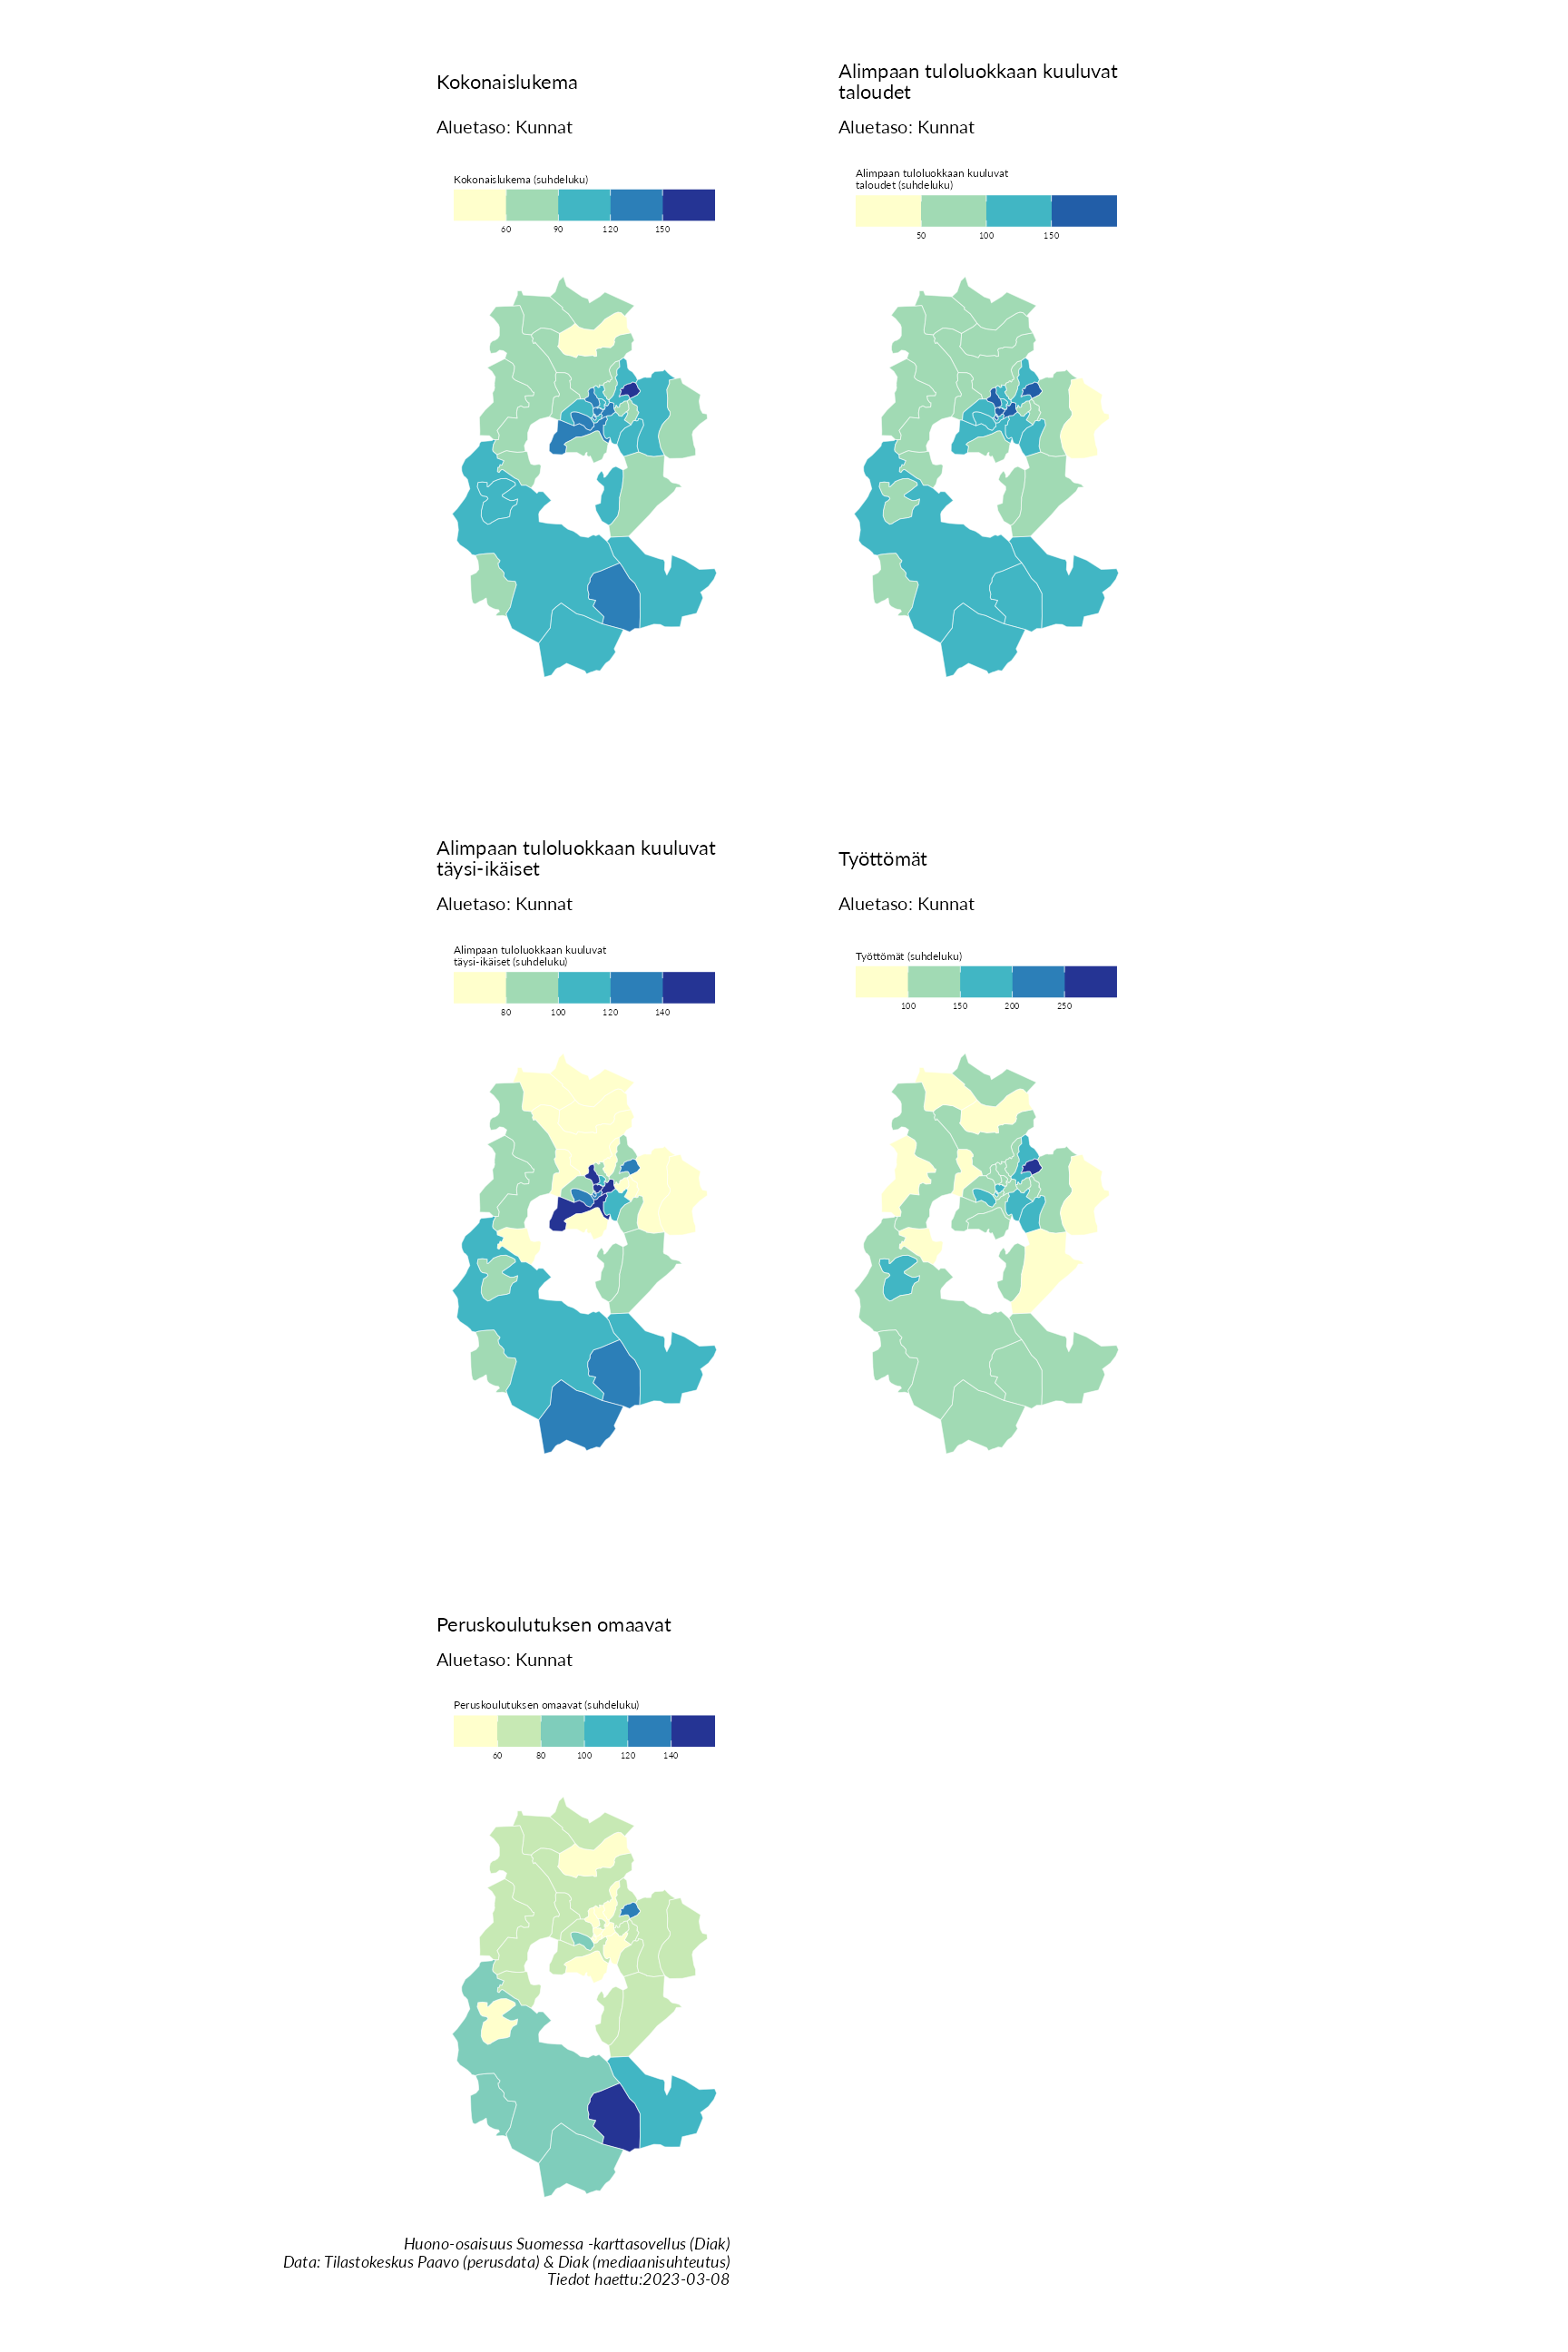 Kokonaislukema
Aluetaso: Kunnat
Kokonaislukema (suhdeluku)
60 90 120 150
Alimpaan tuloluokkaan kuuluvat
taloudet
Aluetaso: Kunnat
Alimpaan tuloluokkaan kuuluvat
taloudet (suhdeluku)
50 100 150
Alimpaan tuloluokkaan kuuluvat
täysi-ikäiset
Aluetaso: Kunnat
Alimpaan tuloluokkaan kuuluvat
täysi-ikäiset (suhdeluku)
80 100 120 140
Työttömät
Aluetaso: Kunnat
Työttömät (suhdeluku)
100 150 200 250
Peruskoulutuksen omaavat
Aluetaso: Kunnat
Peruskoulutuksen omaavat (suhdeluku)
60 80 100 120 140
Huono-osaisuus Suomessa -karttasovellus (Diak)
Data: Tilastokeskus Paavo (perusdata) & Diak (mediaanisuhteutus)
Tiedot haettu:2023-03-08